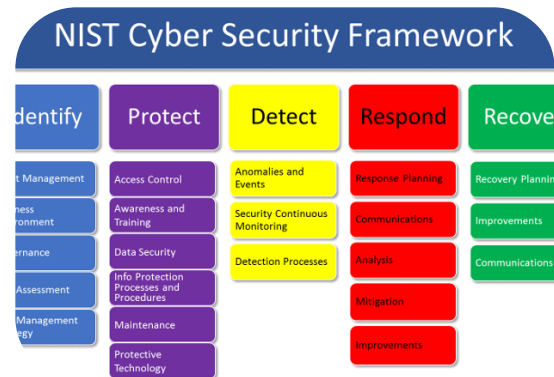 NIST Cyber Security Framework
dentify
Protect
Detect
Respond
Recove
t Management
ness
ronment
ernance
Assessment
Management
egy
Access Control
Awareness and
Training
Data Security
Info Protection
Processes and
Procedures
Maintenance
Protective
Technology
Anomalies and
Events
Security Continuous
Monitoring
Detection Processes
Response Planning
Communications
Analysis
Mitigation
Improvements
Recovery Plannin
Improvements
Communications